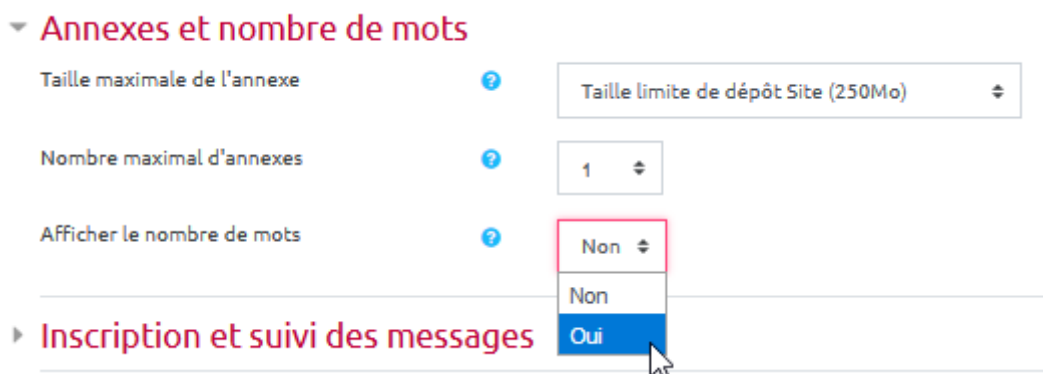 Annexes et nombre de mots
Taille maximale de l'annexe
Taille limite de dépôt Site (250Mo)
Nombre maximal d'annexes
1
Afficher le nombre de mots
Non
Non
Oui
Inscription et suivi des messages